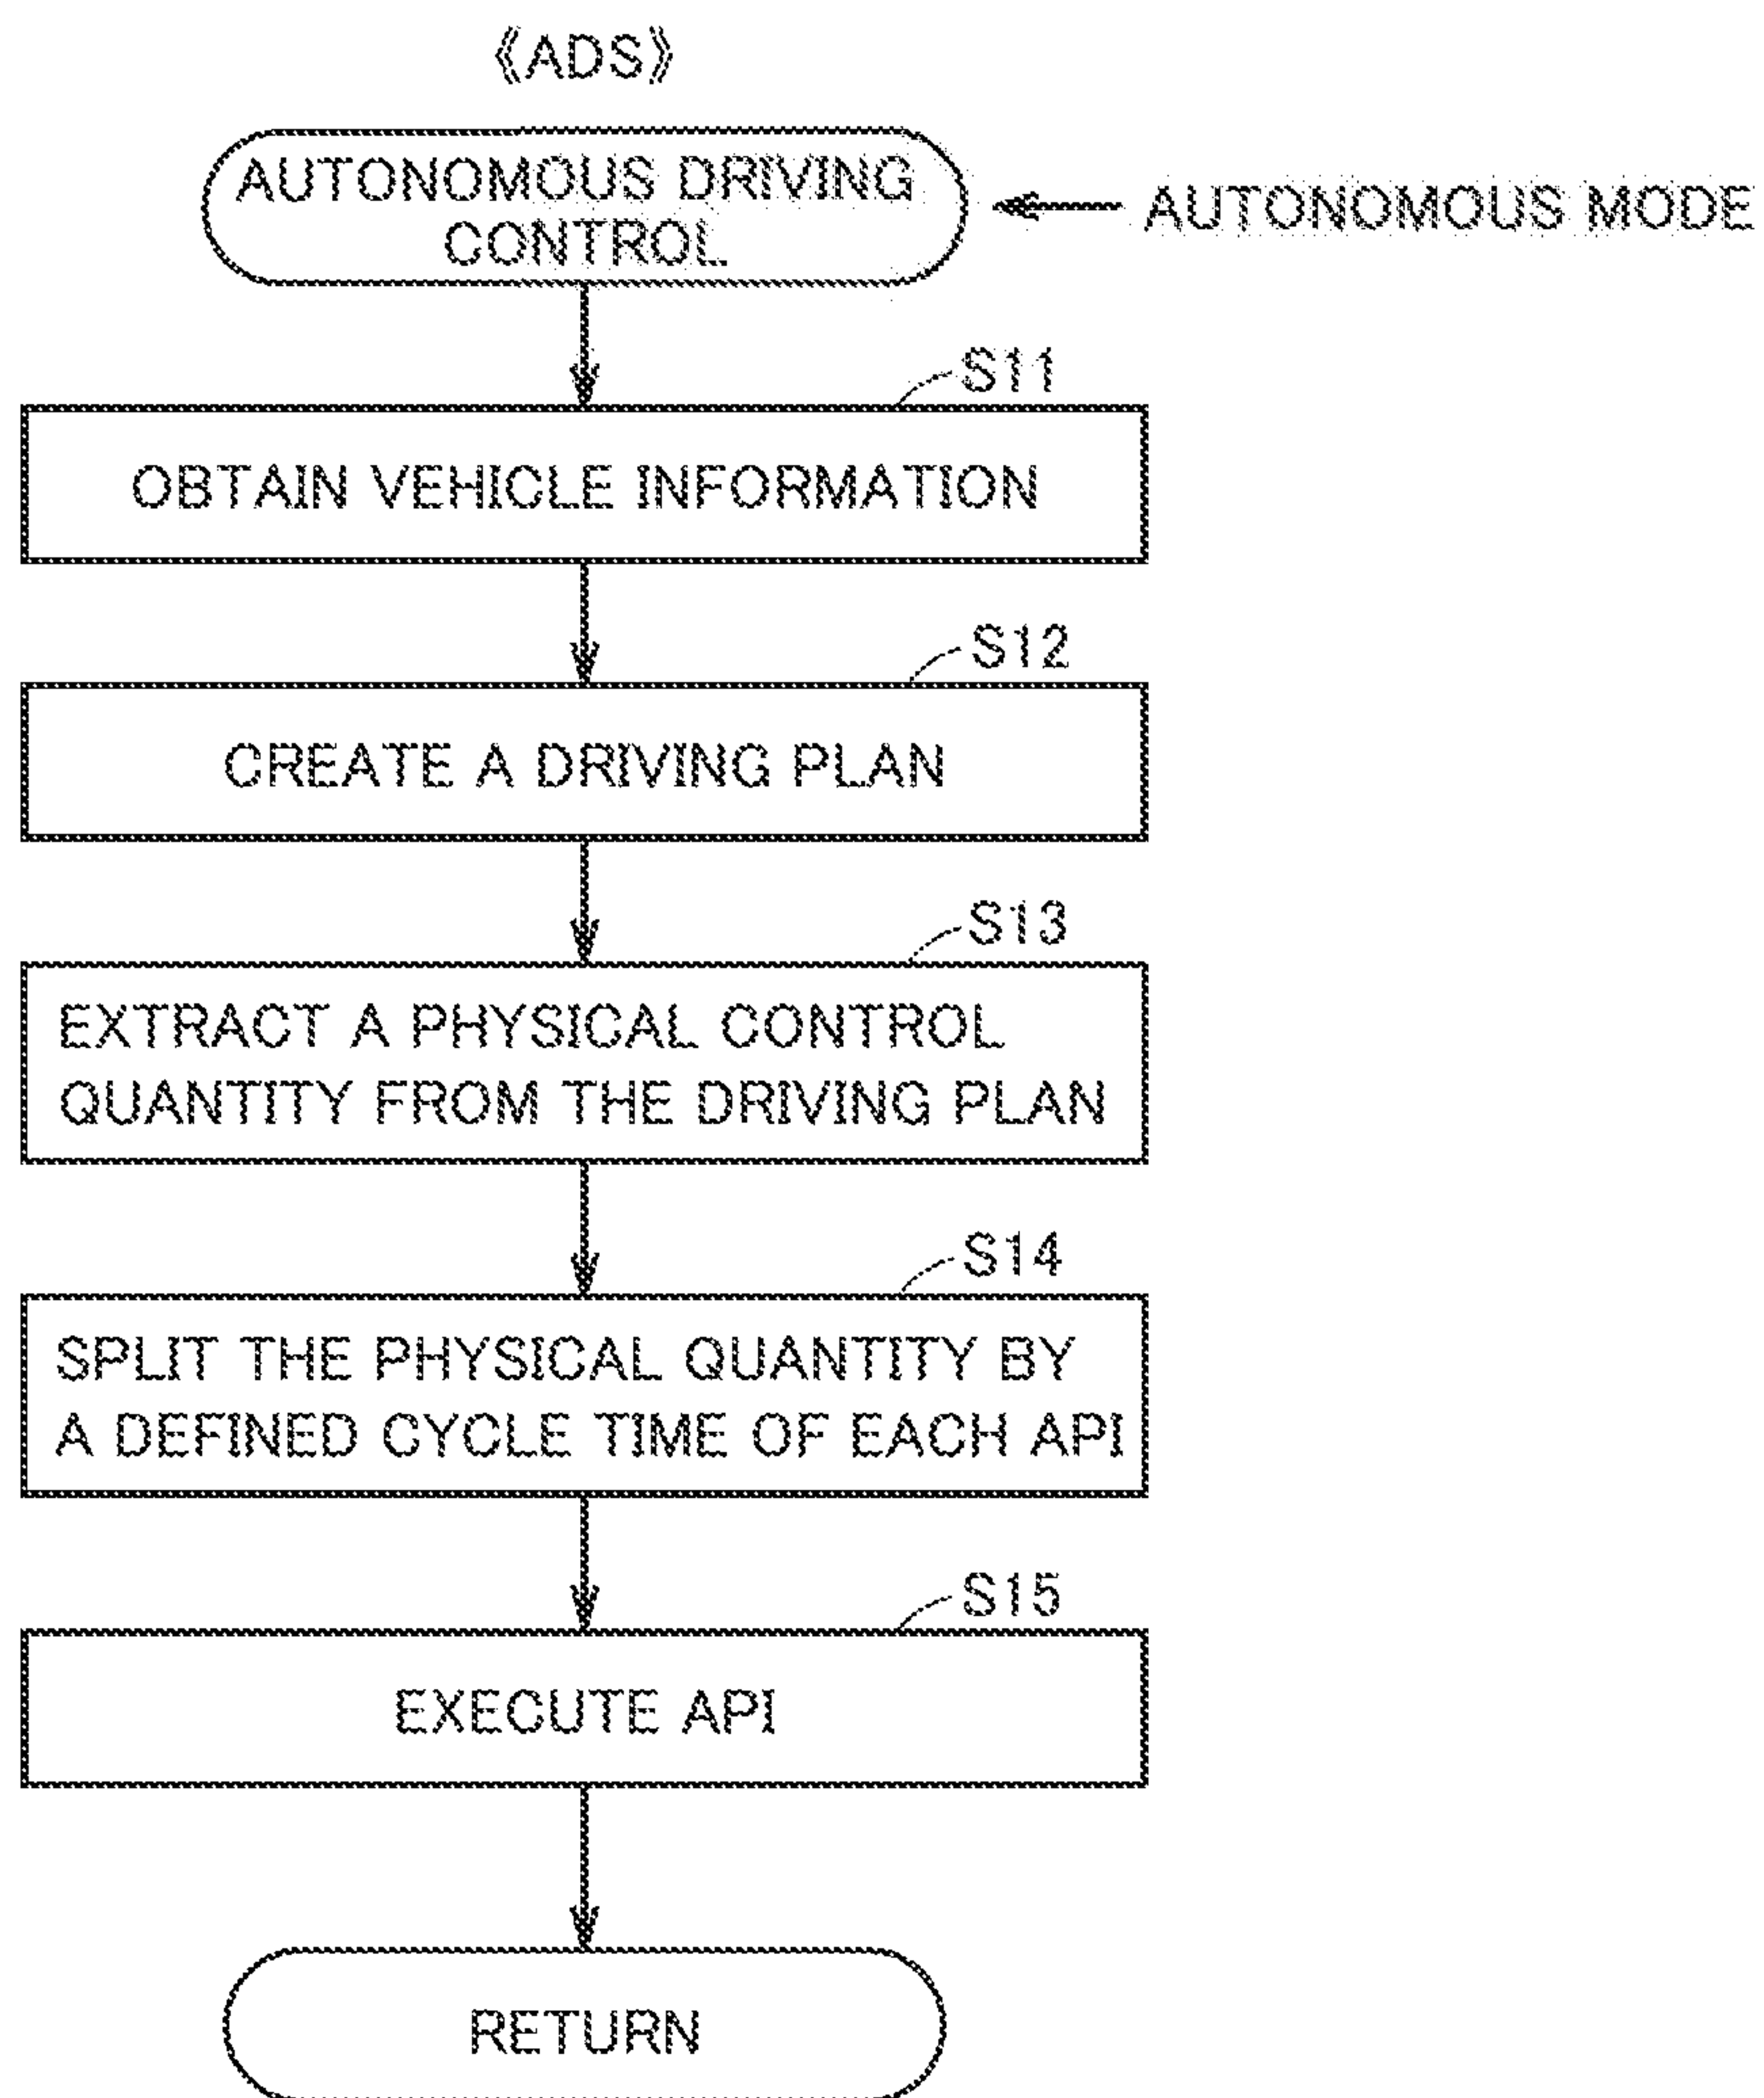 《ADS》
AUTONOMOUS DRIVING
CONTROL
AUTONOMOUS MODE
S11
OBTAIN VEHICLE INFORMATION
S12
CREATE A DRIVING PLAN
S13
EXTRACT A PHYSICAL CONTROL
QUANTITY FROM THE DRIVING PLAN
S14
SPLIT THE PHYSICAL QUANTITY BY
A DEFINED CYCLE TIME OF EACH API
S15
EXECUTE API
RETURN